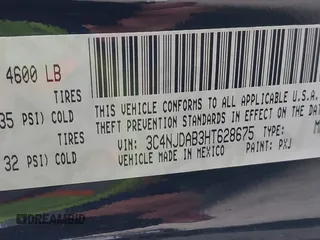 4600 LB
TIRES
35 PSI) COLD
TIRES
32 PSI) COLD
THIS VEHICLE CONFORMS TO ALL APPLICABLE U.S.A.
THEFT PREVENTION STANDARDS IN EFFECT ON THE DAT
VIN: 3C4NJDAB3HT628675 TYPE: M
VEHICLE MADE IN MEXICO PAINT: PXJ
DREAMBID